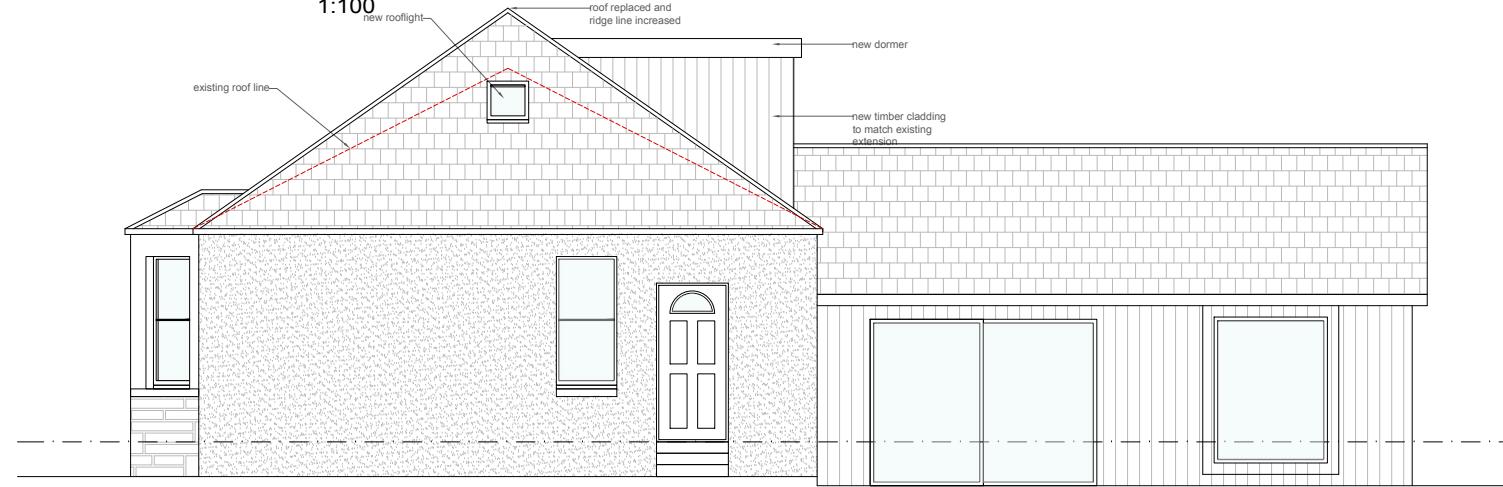 1:100
new rooflight
roof replaced and
ridge line increased
new dormer
existing roof line
new timber cladding
to match existing
extension